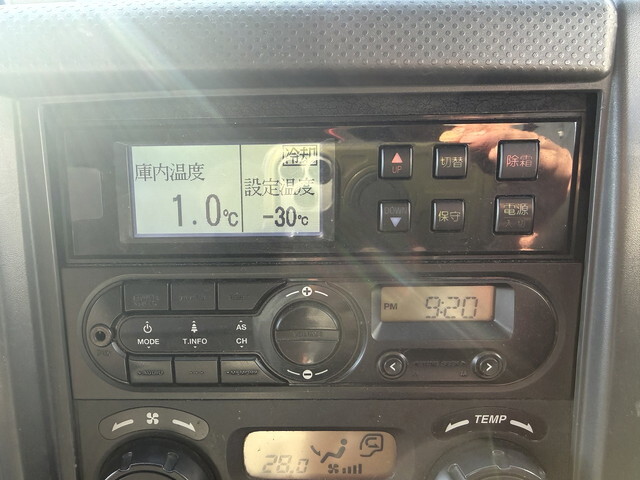 冷却
庫内温度
設定温度
1.0℃
-30℃
UP
切替
除霜
保守
電源
PM 9:20
MODE
T.INFO
AS
CH
TEMP
28.0